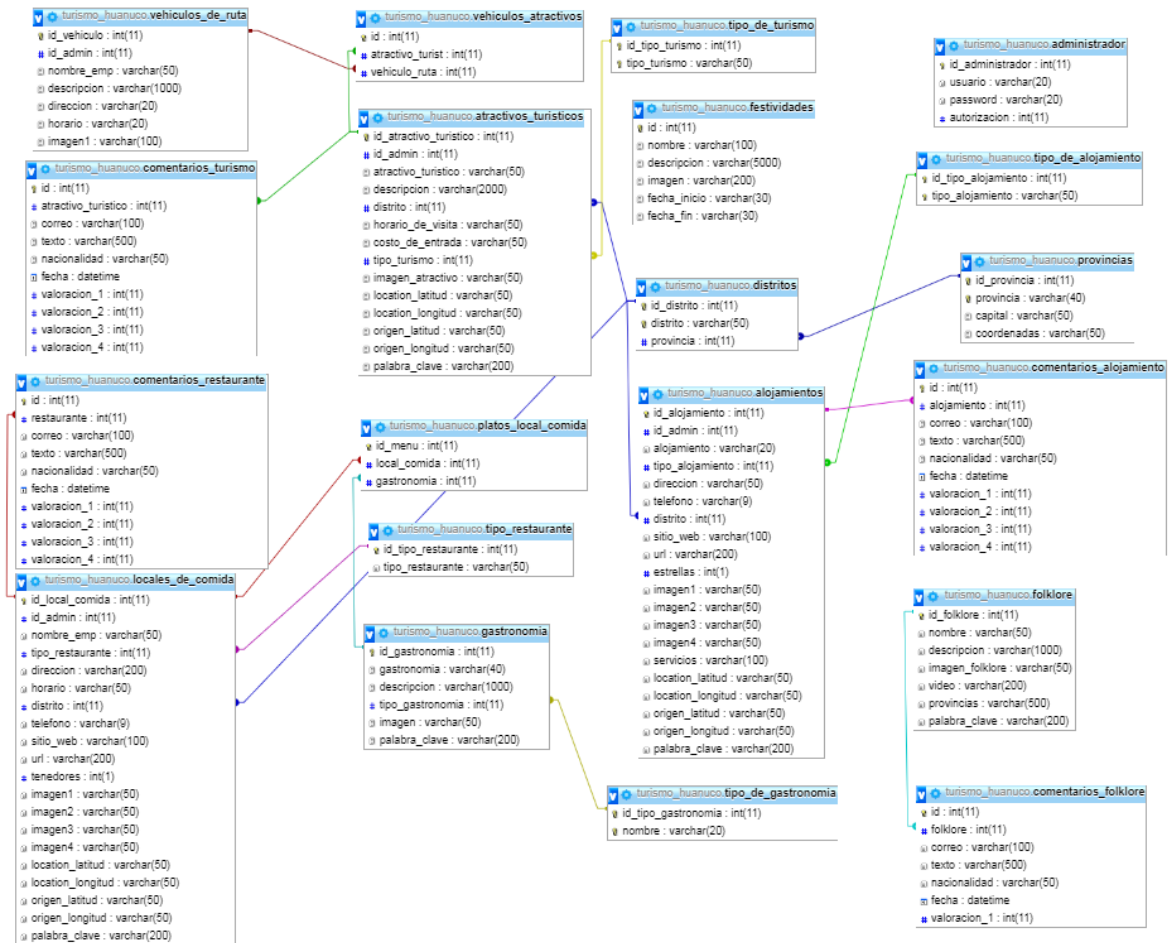 turismo_huanuco.vehiculos_de_ruta
id_vehiculo : int(11)
id_admin : int(11)
nombre_emp : varchar(50)
descripcion : varchar(1000)
direccion : varchar(20)
horario : varchar(20)
imagen1 : varchar(100)
turismo_huanuco.comentarios_turismo
id : int(11)
atractivo_turistico : int(11)
correo : varchar(100)
texto : varchar(500)
nacionalidad : varchar(50)
fecha : datetime
valoracion_1 : int(11)
valoracion_2 : int(11)
valoracion_3 : int(11)
valoracion_4 : int(11)
turismo_huanuco.comentarios_restaurante
id : int(11)
restaurante : int(11)
correo : varchar(100)
texto : varchar(500)
nacionalidad : varchar(50)
fecha : datetime
valoracion_1 : int(11)
valoracion_2 : int(11)
valoracion_3 : int(11)
valoracion_4 : int(11)
turismo_huanuco.locales_de_comida
id_local_comida : int(11)
id_admin : int(11)
nombre_emp : varchar(50)
tipo_restaurante : int(11)
direccion : varchar(200)
horario : varchar(50)
distrito : int(11)
telefono : varchar(9)
sitio_web : varchar(100)
url : varchar(200)
tenedores : int(1)
imagen1 : varchar(50)
imagen2 : varchar(50)
imagen3 : varchar(50)
imagen4 : varchar(50)
location_latitud : varchar(50)
location_longitud : varchar(50)
origen_latitud : varchar(50)
origen_longitud : varchar(50)
palabra_clave : varchar(200)
turismo_huanuco.vehiculos_atractivos
id : int(11)
atractivo_turist : int(11)
vehiculo_ruta : int(11)
turismo_huanuco.atractivos_turisticos
id_atractivo_turistico : int(11)
id_admin : int(11)
atractivo_turistico : varchar(50)
descripcion : varchar(2000)
distrito : int(11)
horario_de_visita : varchar(50)
costo_de_entrada : varchar(50)
tipo_turismo : int(11)
imagen_atractivo : varchar(50)
location_latitud : varchar(50)
location_longitud : varchar(50)
origen_latitud : varchar(50)
origen_longitud : varchar(50)
palabra_clave : varchar(200)
turismo_huanuco.platos_local_comida
id_menu : int(11)
local_comida : int(11)
gastronomia : int(11)
turismo_huanuco.tipo_restaurante
id_tipo_restaurante : int(11)
tipo_restaurante : varchar(50)
turismo_huanuco.gastronomia
id_gastronomia : int(11)
gastronomia : varchar(40)
descripcion : varchar(1000)
tipo_gastronomia : int(11)
imagen : varchar(50)
palabra_clave : varchar(200)
turismo_huanuco.tipo_de_turismo
id_tipo_turismo : int(11)
tipo_turismo : varchar(50)
turismo_huanuco.festividades
id : int(11)
nombre : varchar(100)
descripcion : varchar(5000)
imagen : varchar(200)
fecha_inicio : varchar(30)
fecha_fin : varchar(30)
turismo_huanuco.distritos
id_distrito : int(11)
distrito : varchar(50)
provincia : int(11)
turismo_huanuco.alojamientos
id_alojamiento : int(11)
id_admin : int(11)
alojamiento : varchar(20)
tipo_alojamiento : int(11)
direccion : varchar(50)
telefono : varchar(9)
distrito : int(11)
sitio_web : varchar(100)
url : varchar(200)
estrellas : int(1)
imagen1 : varchar(50)
imagen2 : varchar(50)
imagen3 : varchar(50)
imagen4 : varchar(50)
servicios : varchar(100)
location_latitud : varchar(50)
location_longitud : varchar(50)
origen_latitud : varchar(50)
origen_longitud : varchar(50)
palabra_clave : varchar(200)
turismo_huanuco.tipo_de_gastronomia
id_tipo_gastronomia : int(11)
nombre : varchar(20)
turismo_huanuco.administrador
id_administrador : int(11)
usuario : varchar(20)
password : varchar(20)
autorizacion : int(11)
turismo_huanuco.tipo_de_alojamiento
id_tipo_alojamiento : int(11)
tipo_alojamiento : varchar(50)
turismo_huanuco.provincias
id_provincia : int(11)
provincia : varchar(40)
capital : varchar(50)
coordenadas : varchar(50)
turismo_huanuco.comentarios_alojamiento
id : int(11)
alojamiento : int(11)
correo : varchar(100)
texto : varchar(500)
nacionalidad : varchar(50)
fecha : datetime
valoracion_1 : int(11)
valoracion_2 : int(11)
valoracion_3 : int(11)
valoracion_4 : int(11)
turismo_huanuco.folklore
id_folklore : int(11)
nombre : varchar(50)
descripcion : varchar(1000)
imagen_folklore : varchar(50)
video : varchar(200)
provincias : varchar(500)
palabra_clave : varchar(200)
turismo_huanuco.comentarios_folklore
id : int(11)
folklore : int(11)
correo : varchar(100)
texto : varchar(500)
nacionalidad : varchar(50)
fecha : datetime
valoracion_1 : int(11)